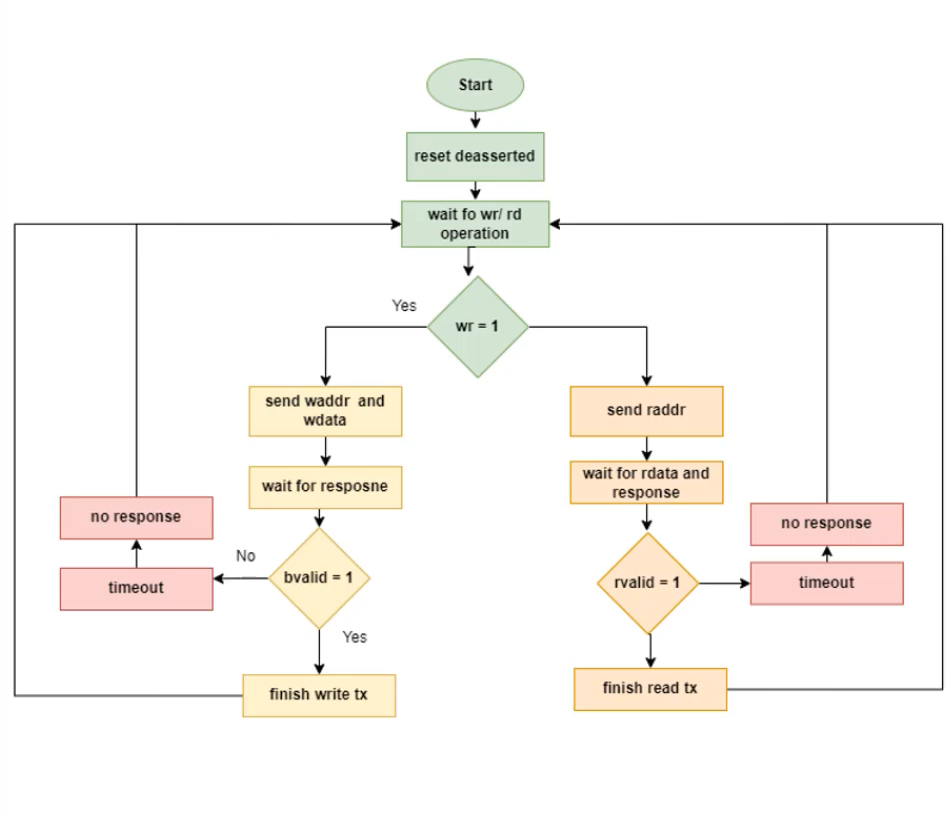 Start
reset deasserted
wait fo wr/ rd
operation
Yes
wr = 1
send waddr and
wdata
send raddr
wait for resposne
wait for rdata and
response
no response
no response
No
bvalid = 1
rvalid = 1
timeout
timeout
Yes
finish write tx
finish read tx